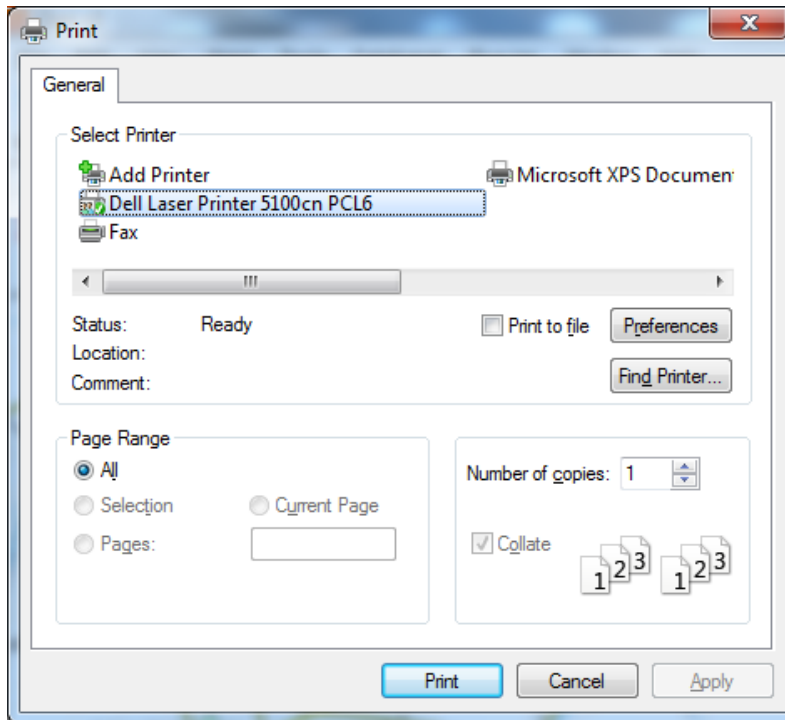 Print
General
Select Printer
Add Printer
Microsoft XPS Documen
Dell Laser Printer 5100cn PCL6
Fax
Status: Ready
Print to file
Preferences
Location:
Comment:
Find Printer...
Page Range
All
Selection
Current Page
Pages:
Number of copies: 1
Collate
1 2 3 1 2 3
Print Cancel Apply